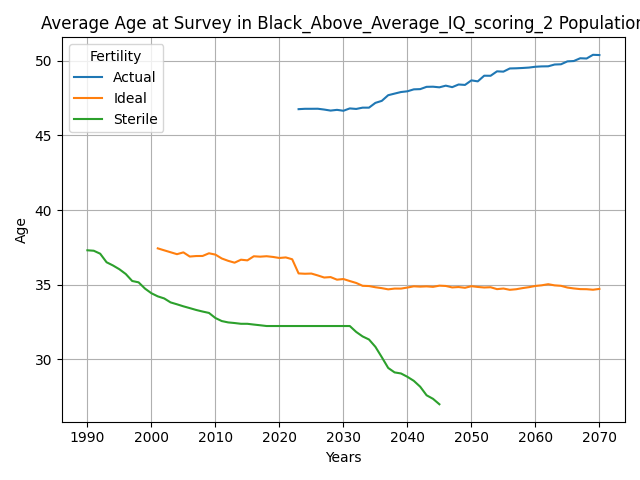 Average Age at Survey in Black_Above_Average_IQ_scoring_2 Population
Fertility
Actual
Ideal
Sterile
Age
50
45
40
35
30
1990 2000 2010 2020 2030 2040 2050 2060 2070
Years